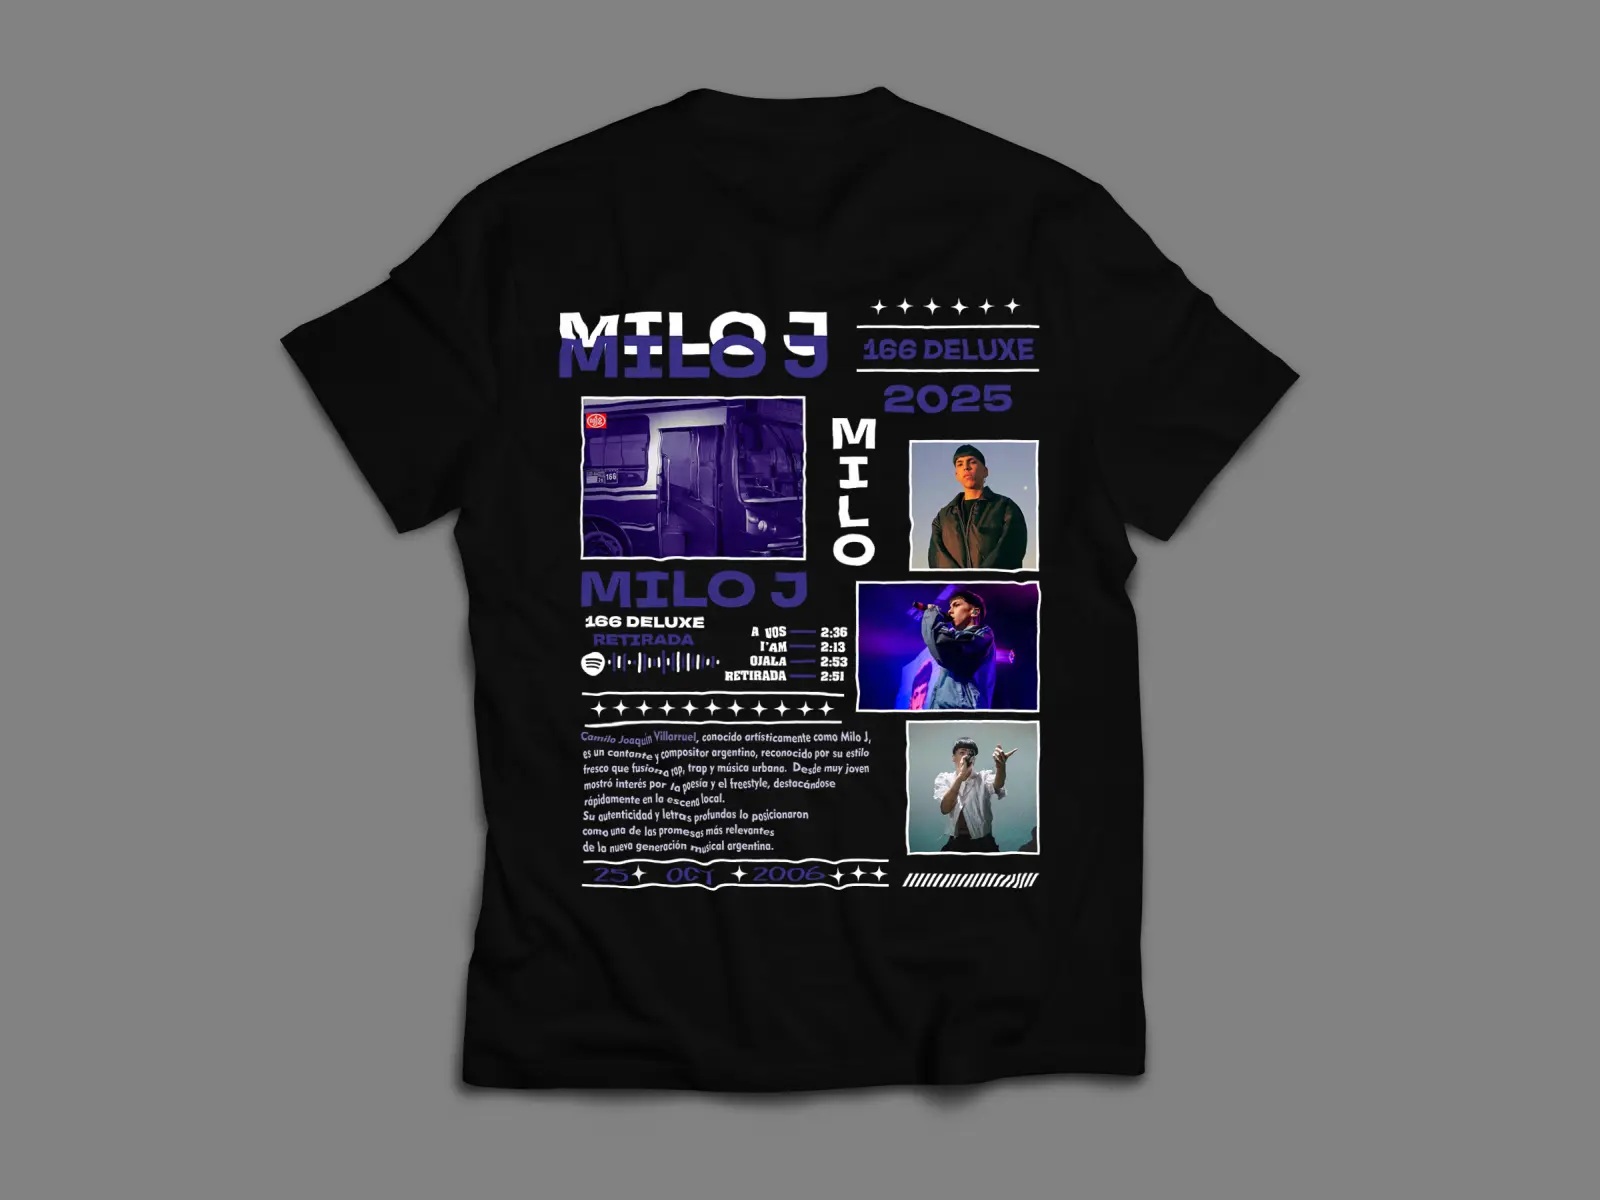 MILO J
MILO J
166 DELUXE
2025
166
MILO
MILO J
166 DELUXE
RETIRADA
A VOS 2:36
I'AM 2:13
OJALA 2:53
RETIRADA 2:51
Camilo Joaquín Villarruel, conocido artísticamente como Milo J,
es un cantante y compositor argentino, reconocido por su estilo
fresco que fusiona rap, trap y música urbana. Desde muy joven
mostró interés por la poesía y el freestyle, destacándose
rápidamente en la escena local.
Su autenticidad y letras profundas lo posicionaron
como una de las promesas más relevantes
de la nueva generación musical argentina.
25 OCT 2006